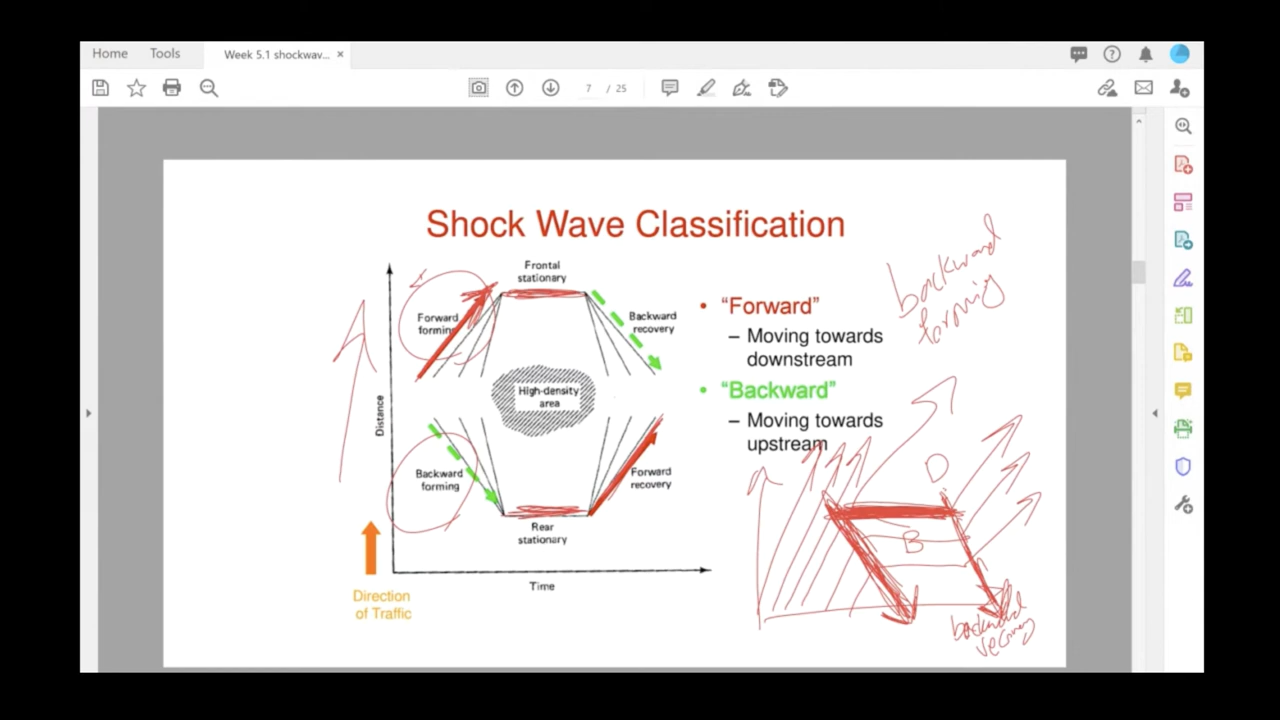 Home
Tools
Week 5.1 shockwav...
7 / 25
Shock Wave Classification
Frontal
stationary
Forward
forming
Backward
recovery
High-density
area
Distance
Backward
forming
Forward
recovery
Rear
stationary
Time
Direction
of Traffic
• “Forward”
– Moving towards
downstream
• “Backward”
– Moving towards
upstream
backward
forming
D
B
backward